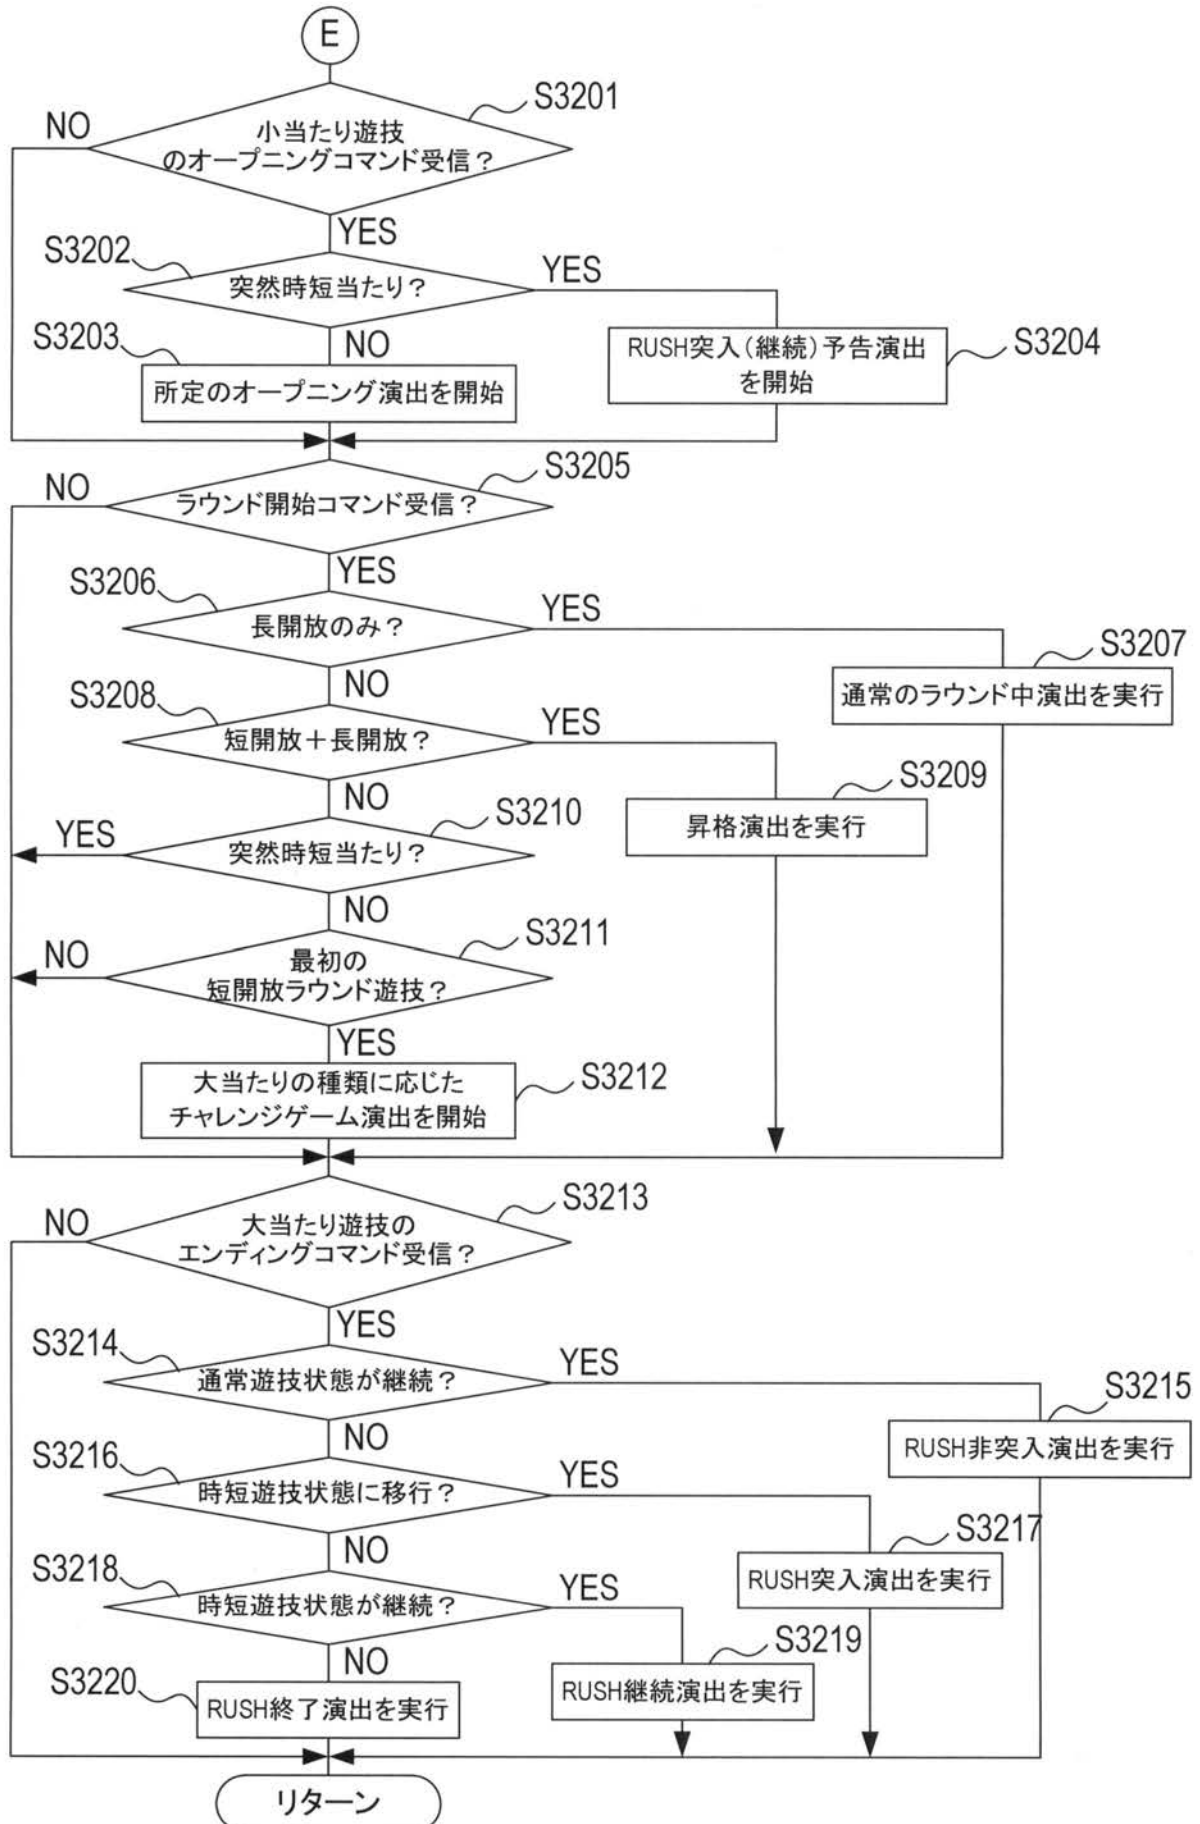 E
S3201
NO
小当たり遊技
のオープニングコマンド受信？
YES
S3202
突然時短当たり？
YES
S3203
NO
S3204
RUSH突入（継続）予告演出
を開始
所定のオープニング演出を開始
S3205
NO
ラウンド開始コマンド受信？
YES
S3206
長開放のみ？
YES
S3207
通常のラウンド中演出を実行
NO
S3208
短開放＋長開放？
YES
S3209
昇格演出を実行
NO
S3210
YES
突然時短当たり？
NO
S3211
NO
最初の
短開放ラウンド遊技？
YES
S3212
大当たりの種類に応じた
チャレンジゲーム演出を開始
S3213
NO
大当たり遊技の
エンディングコマンド受信？
YES
S3214
通常遊技状態が継続？
YES
S3215
RUSH非突入演出を実行
NO
S3216
時短遊技状態に移行？
YES
S3217
RUSH突入演出を実行
NO
S3218
時短遊技状態が継続？
YES
S3219
RUSH継続演出を実行
NO
S3220
RUSH終了演出を実行
リターン